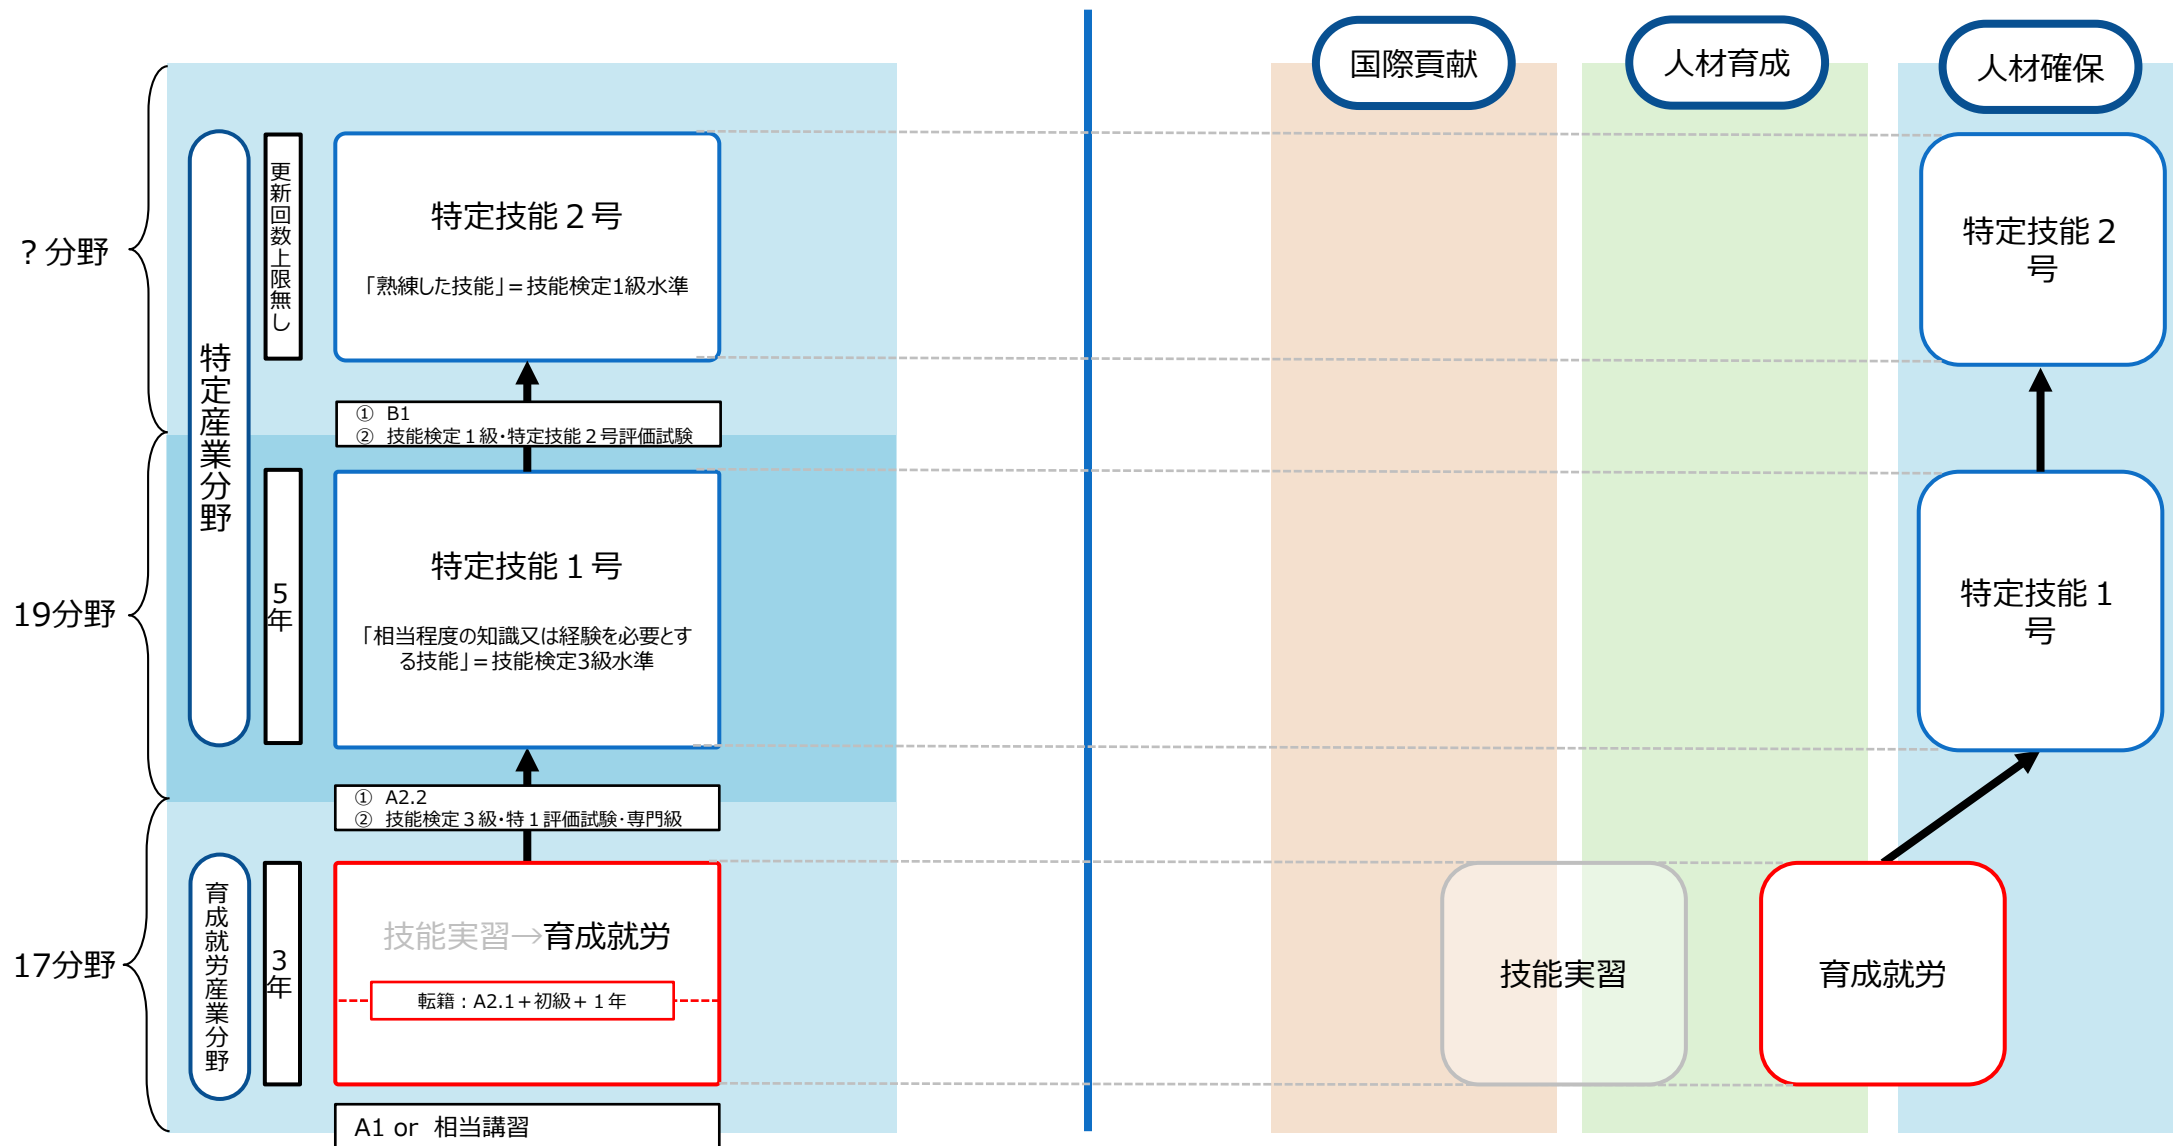 国際貢献
人材育成
人材確保
？分野
19分野
17分野
特定産業分野
育成就労産業分野
更新回数上限無し
5年
3年
特定技能２号
「熟練した技能」＝技能検定1級水準
① B1
② 技能検定１級・特定技能２号評価試験
特定技能１号
「相当程度の知識又は経験を必要とす
る技能」＝技能検定3級水準
① A2.2
② 技能検定３級・特１評価試験・専門級
技能実習→育成就労
転籍：A2.1＋初級＋１年
A1 or 相当講習
特定技能２
号
特定技能１
号
技能実習
育成就労